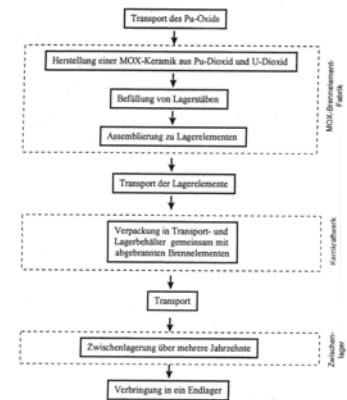 Transport des Pu-Oxids
Herstellung einer MOX-Keramik aus Pu-Dioxid und U-Dioxid
Befüllung von Lagerstäben
Assemblierung zu Lagerelementen
MOX-Brennelement-
Fabrik
Transport der Lagerelemente
Verpackung in Transport- und
Lagerbehälter gemeinsam mit
abgebrannten Brennelementen
Kernkraftwerk
Transport
Zwischenlagerung über mehrere Jahrzehnte
Zwischen-
lager
Verbringung in ein Endlager